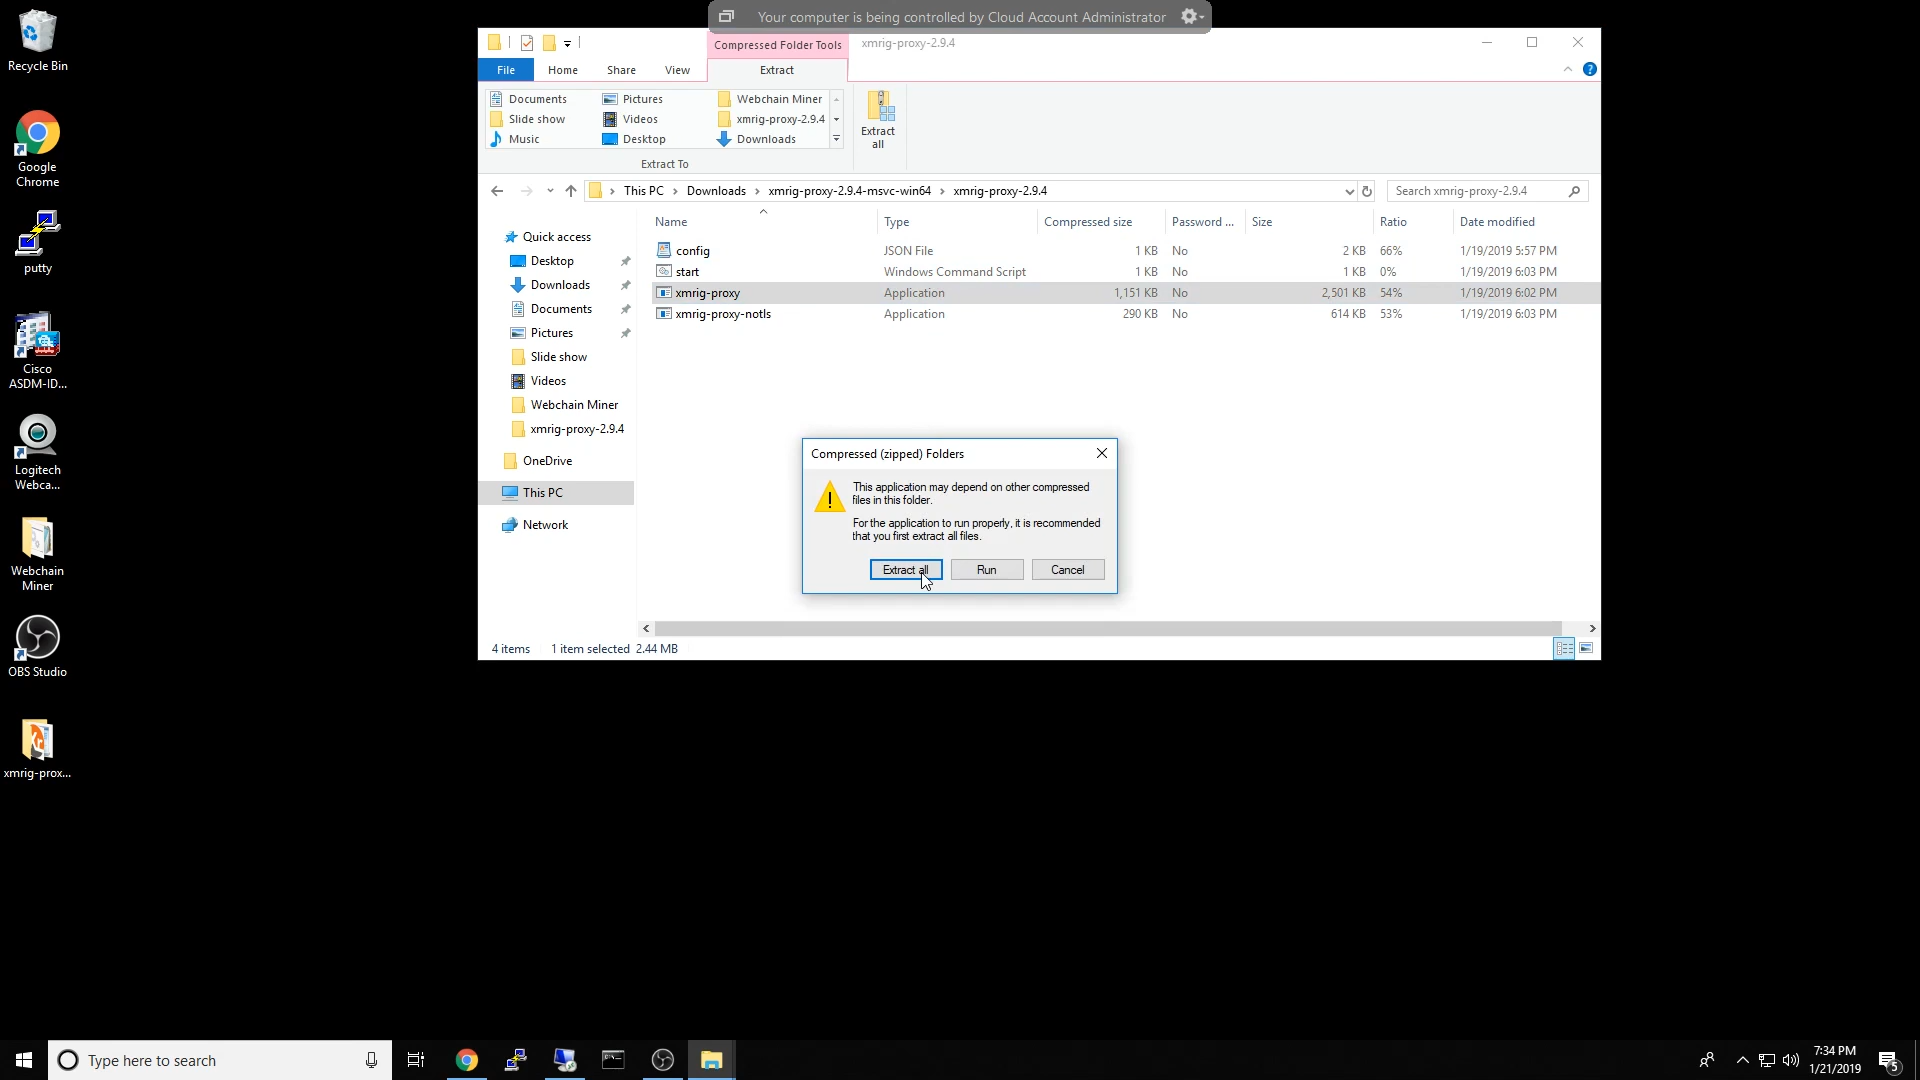 Your computer is being controlled by Cloud Account Administrator
Recycle Bin
Google
Chrome
putty
Cisco
ASDM-ID...
Logitech
Webca...
Webchain
Miner
OBS Studio
xmrig-prox...
Compressed Folder Tools
xmrig-proxy-2.9.4
File
Home
Share
View
Extract
Documents
Pictures
Webchain Miner
Slide show
Videos
xmrig-proxy-2.9.4
Music
Desktop
Downloads
Extract To
Extract
all
This PC
Downloads
xmrig-proxy-2.9.4-msvc-win64
xmrig-proxy-2.9.4
Search xmrig-proxy-2.9.4
Quick access
Desktop
Downloads
Documents
Pictures
Slide show
Videos
Webchain Miner
xmrig-proxy-2.9.4
OneDrive
This PC
Network
Name Type Compressed size Password ... Size Ratio Date modified
config JSON File 1 KB No 2 KB 66% 1/19/2019 5:57 PM
start Windows Command Script 1 KB No 1 KB 0% 1/19/2019 6:03 PM
xmrig-proxy Application 1,151 KB No 2,501 KB 54% 1/19/2019 6:02 PM
xmrig-proxy-notls Application 290 KB No 614 KB 53% 1/19/2019 6:03 PM
Compressed (zipped) Folders
This application may depend on other compressed
files in this folder.
For the application to run properly, it is recommended
that you first extract all files.
Extract all
Run
Cancel
4 items
1 item selected 2.44 MB
Type here to search
7:34 PM
1/21/2019
5